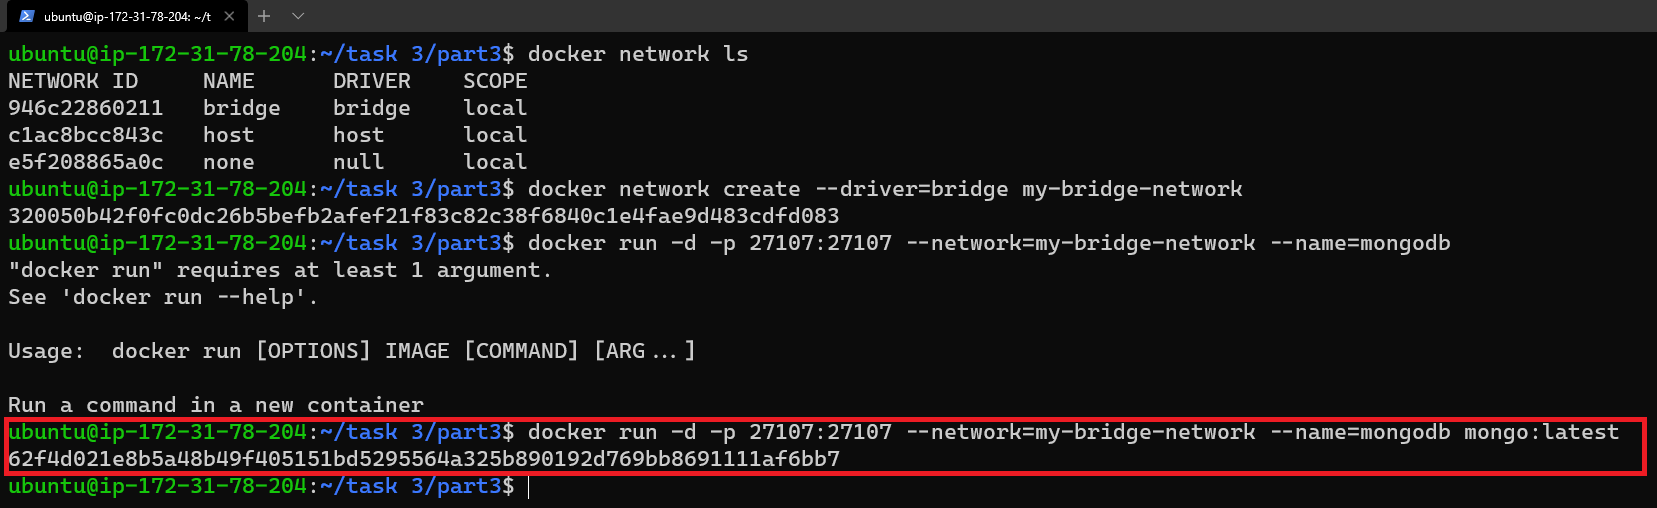 ubuntu@ip-172-31-78-204: ~/t
ubuntu@ip-172-31-78-204:~/task 3/part3$ docker network ls
NETWORK ID     NAME      DRIVER    SCOPE
946c22860211   bridge    bridge    local
c1ac8bcc843c   host      host      local
e5f208865a0c   none      null      local
ubuntu@ip-172-31-78-204:~/task 3/part3$ docker network create --driver=bridge my-bridge-network
320050b42f0fc0dc26b5befb2afef21f83c82c38f6840c1e4fae9d483cdfd083
ubuntu@ip-172-31-78-204:~/task 3/part3$ docker run -d -p 27107:27107 --network=my-bridge-network --name=mongodb
"docker run" requires at least 1 argument.
See 'docker run --help'.
Usage:  docker run [OPTIONS] IMAGE [COMMAND] [ARG...]
Run a command in a new container
ubuntu@ip-172-31-78-204:~/task 3/part3$ docker run -d -p 27107:27107 --network=my-bridge-network --name=mongodb mongo:latest
62f4d021e8b5a48b49f405151bd5295564a325b890192d769bb8691111af6bb7
ubuntu@ip-172-31-78-204:~/task 3/part3$